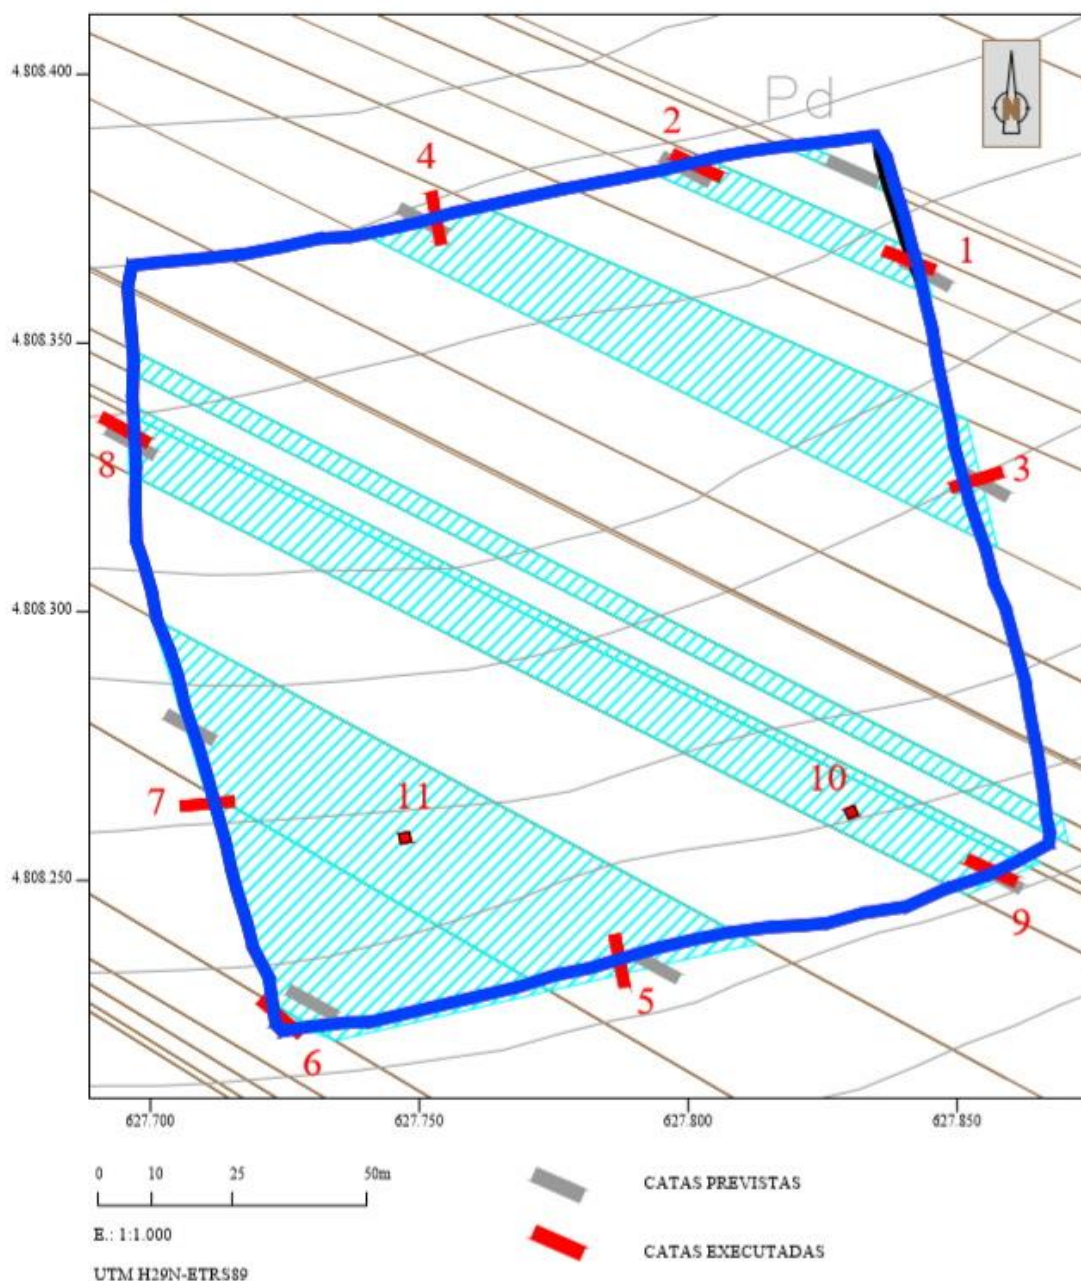 4.808.400
Pd
N
2
4
1
4.808.350
3
8
4.808.300
10
11
7
4.808.250
9
5
6
627.700 627.750 627.800 627.850
0 10 25 50m
CATAS PREVISTAS
E.: 1:1.000
CATAS EXECUTADAS
UTM H29N-ETRS89